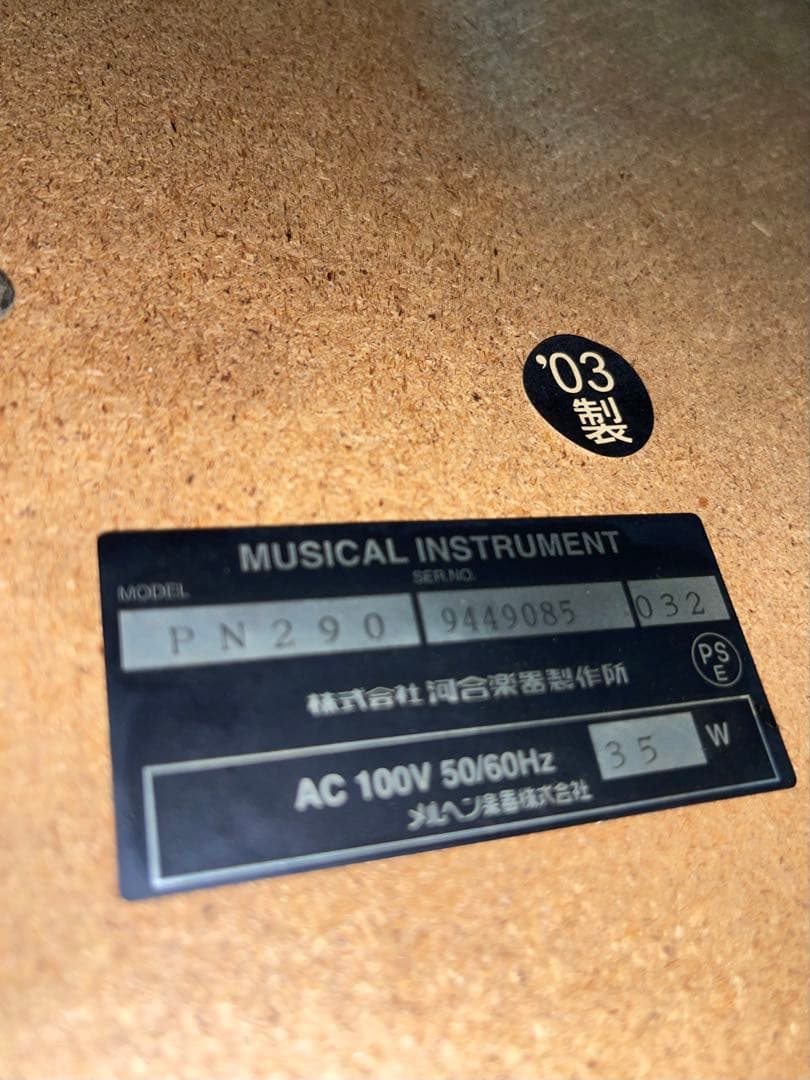 '03
製
MUSICAL INSTRUMENT
MODEL
SER.NO.
PN290
9449085
032
株式会社 河合楽器製作所
PS
E
AC 100V 50/60Hz
35 W
メルヘン楽器株式会社